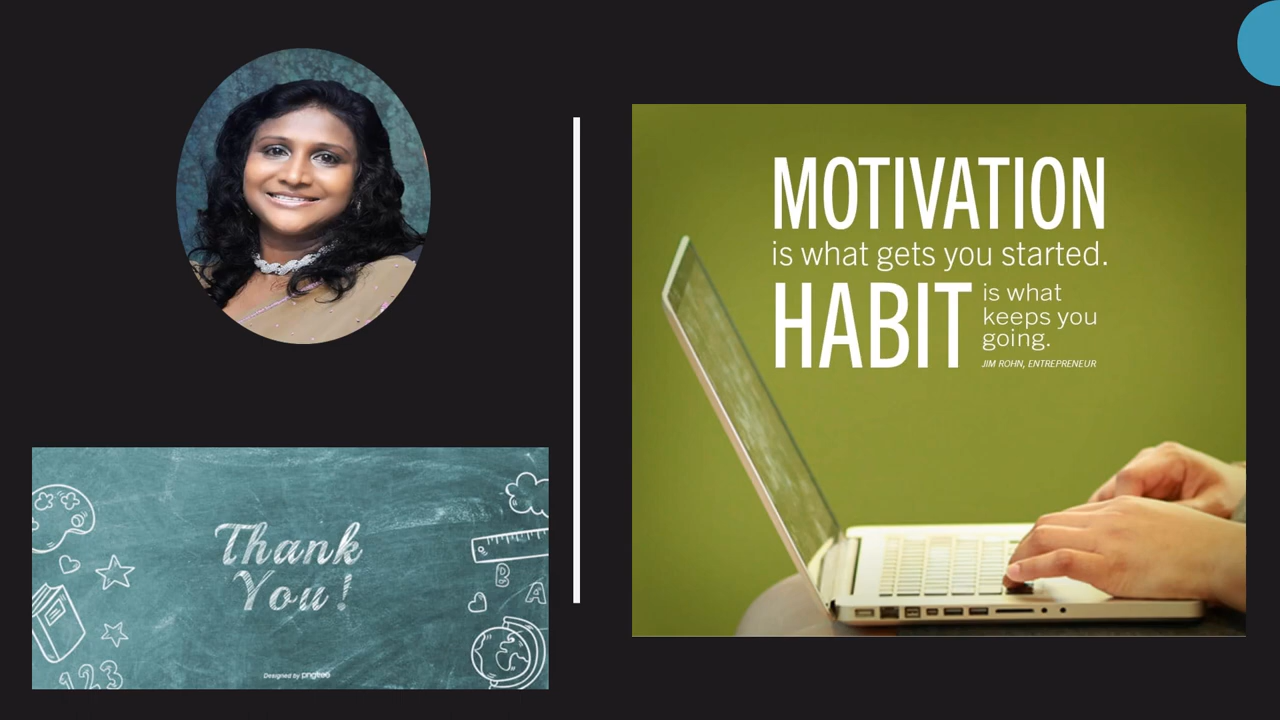 Thank
You!
Designed by pngtree
B
A
123
MOTIVATION
is what gets you started.
HABIT
is what
keeps you
going.
JIM ROHN, ENTREPRENEUR